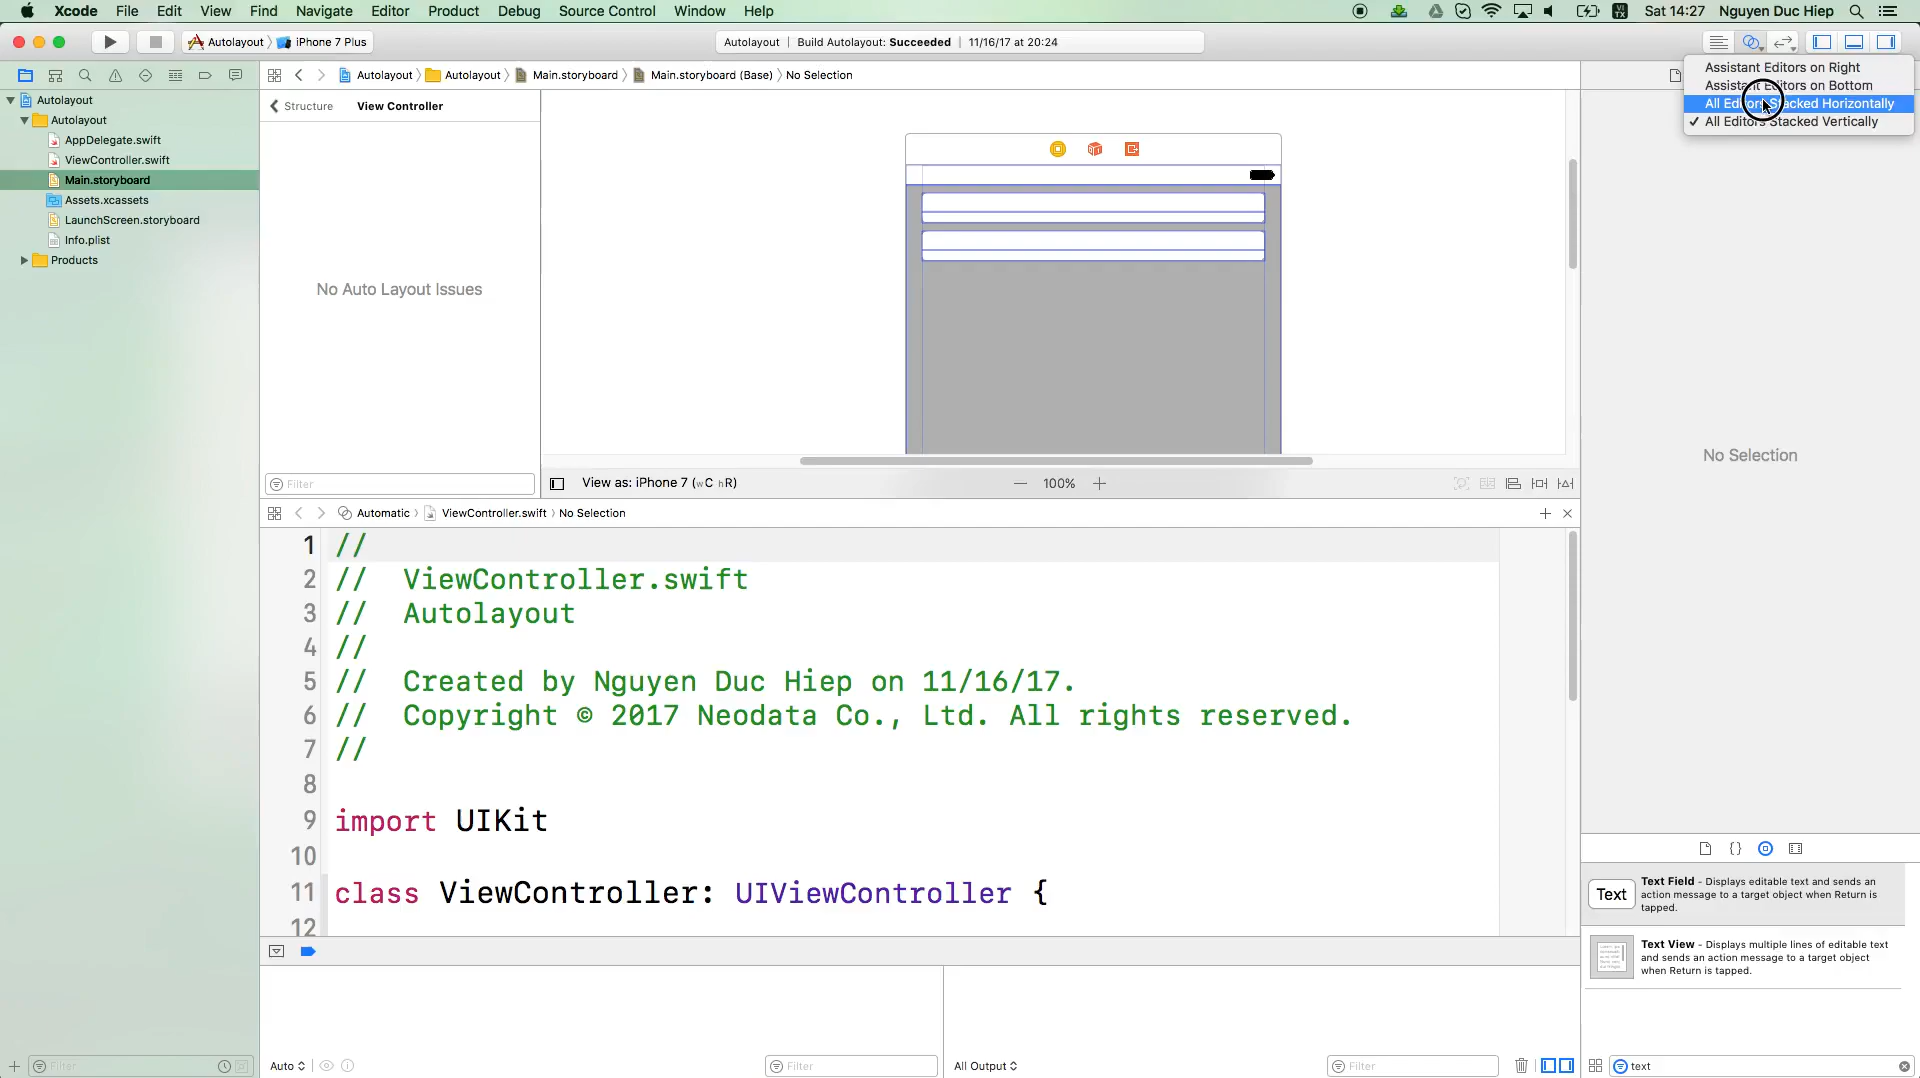 Xcode File Edit View Find Navigate Editor Product Debug Source Control Window Help
VI
TX
Sat 14:27 Nguyen Duc Hiep
Autolayout iPhone 7 Plus
Autolayout Build Autolayout: Succeeded 11/16/17 at 20:24
Assistant Editors on Right
Assistant Editors on Bottom
All Editors Stacked Horizontally
All Editors Stacked Vertically
Autolayout Autolayout Main.storyboard Main.storyboard (Base) No Selection
Autolayout
Autolayout
AppDelegate.swift
ViewController.swift
Main.storyboard
Assets.xcassets
LaunchScreen.storyboard
Info.plist
Products
Structure View Controller
No Auto Layout Issues
Filter
View as: iPhone 7 (wC hR)
100%
No Selection
Automatic ViewController.swift No Selection
1 //
2 // ViewController.swift
3 // Autolayout
4 //
5 // Created by Nguyen Duc Hiep on 11/16/17.
6 // Copyright © 2017 Neodata Co., Ltd. All rights reserved.
7 //
8
9 import UIKit
10
11 class ViewController: UIViewController {
12
{}
Text
Text Field - Displays editable text and sends an
action message to a target object when Return is
tapped.
Text View - Displays multiple lines of editable text
and sends an action message to a target object
when Return is tapped.
Filter
Auto
Filter
All Output
Filter
text